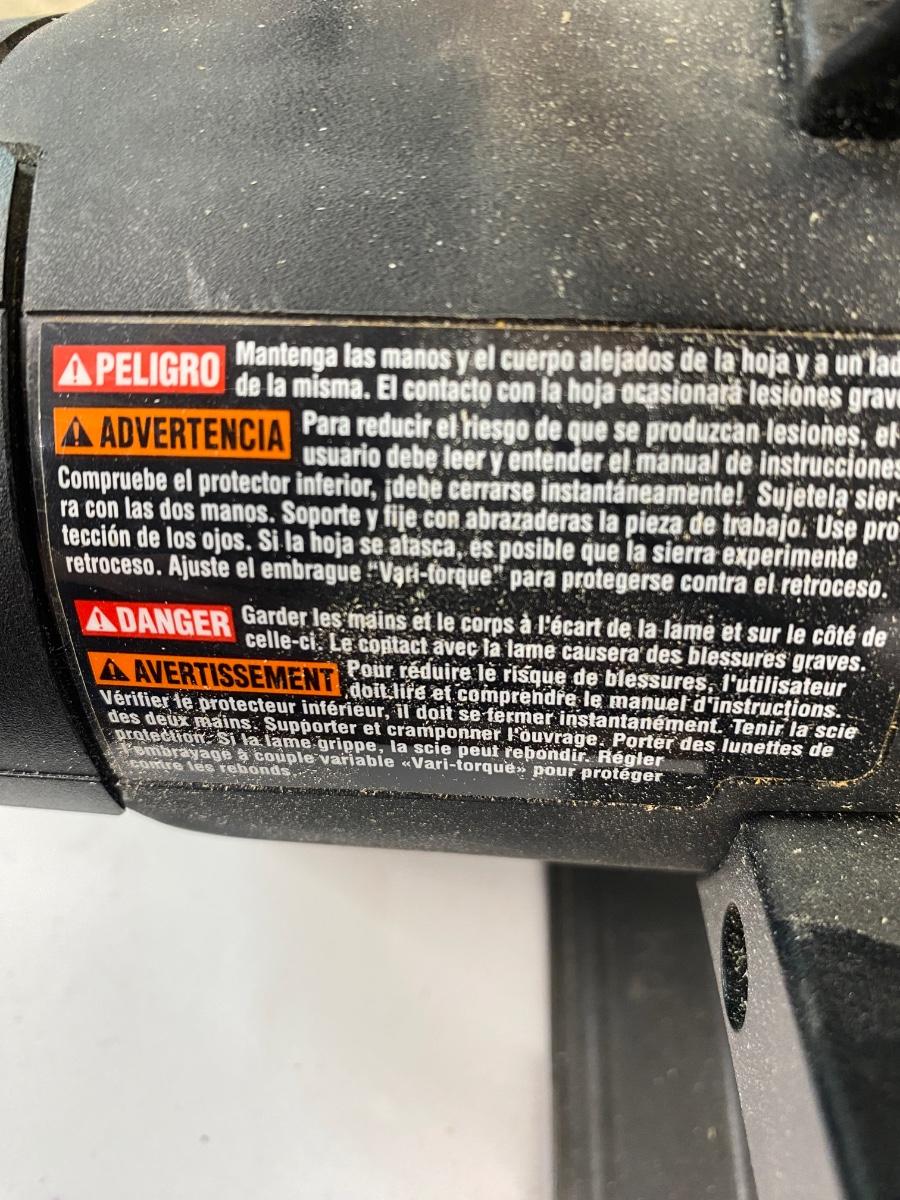 PELIGRO Mantenga las manos y el cuerpo alejados de la hoja y a un lad
de la misma. El contacto con la hoja ocasionará lesiones grav
ADVERTENCIA Para reducir el riesgo de que se produzcan lesiones, el
usuario debe leer y entender el manual de instrucciones
Compruebe el protector inferior, ¡debe cerrarse instantáneamente! Sujete la sier-
ra con las dos manos. Soporte y fije con abrazaderas la pieza de trabajo. Use pro
tección de los ojos. Si la hoja se atasca, es posible que la sierra experimente
retroceso. Ajuste el embrague "Vari-torque" para protegerse contra el retroceso.
DANGER Garder les mains et le corps à l'écart de la lame et sur le côté de
celle-ci. Le contact avec la lame causera des blessures graves.
AVERTISSEMENT Pour réduire le risque de blessures, l'utilisateur
doit lire et comprendre le manuel d'instructions.
Vérifier le protecteur inférieur, il doit se fermer instantanément. Tenir la scie
des deux mains. Supporter et cramponner l'ouvrage. Porter des lunettes de
protection. Si la lame grippe, la scie peut rebondir. Régler
l'embrayage à couple variable «Vari-torque» pour protéger
contre les rebonds.